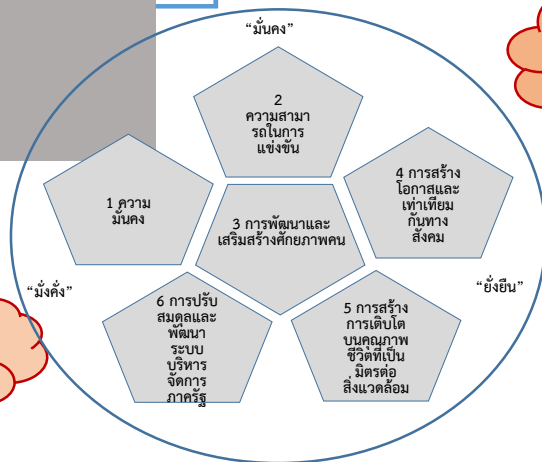 “มั่นคง”
2
ความสามา
รถในการ
แข่งขัน
1 ความ
มั่นคง
3 การพัฒนาและ
เสริมสร้างศักยภาพคน
4 การสร้าง
โอกาสและ
เท่าเทียม
กันทาง
สังคม
“มั่งคั่ง”
“ยั่งยืน”
6 การปรับ
สมดุลและ
พัฒนา
ระบบ
บริหาร
จัดการ
ภาครัฐ
5 การสร้าง
การเติบโต
บนคุณภาพ
ชีวิตที่เป็น
มิตรต่อ
สิ่งแวดล้อม